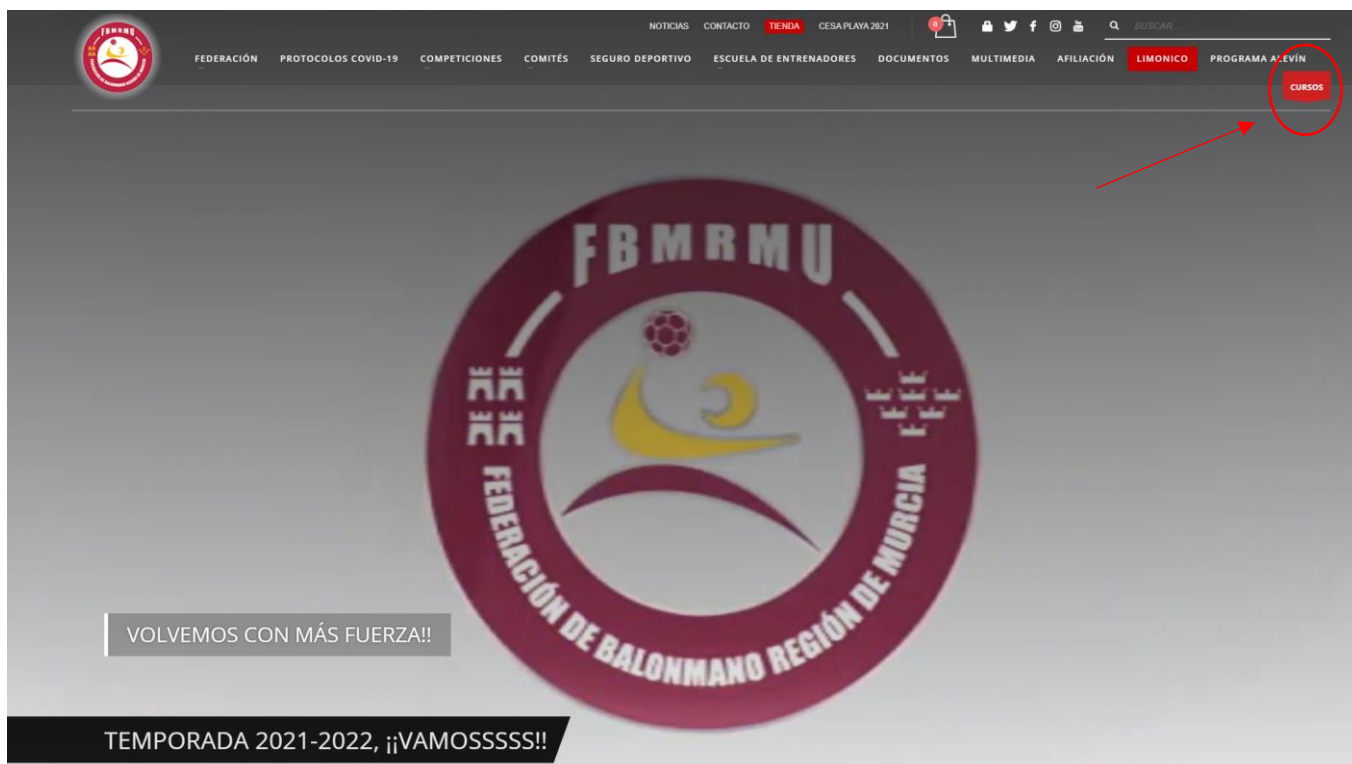 NOTICIAS CONTACTO TIENDA CESA PLAYA 2021 0 BUSCAR...
FEDERACIÓN PROTOCOLOS COVID-19 COMPETICIONES COMITÉS SEGURO DEPORTIVO ESCUELA DE ENTRENADORES DOCUMENTOS MULTIMEDIA AFILIACIÓN LIMONICO PROGRAMA ALEVÍN
CURSOS
FBMRMU
FEDERACIÓN DE BALONMANO REGIÓN DE MURCIA
VOLVEMOS CON MÁS FUERZA!!
TEMPORADA 2021-2022, ¡¡VAMOSSSSS!!